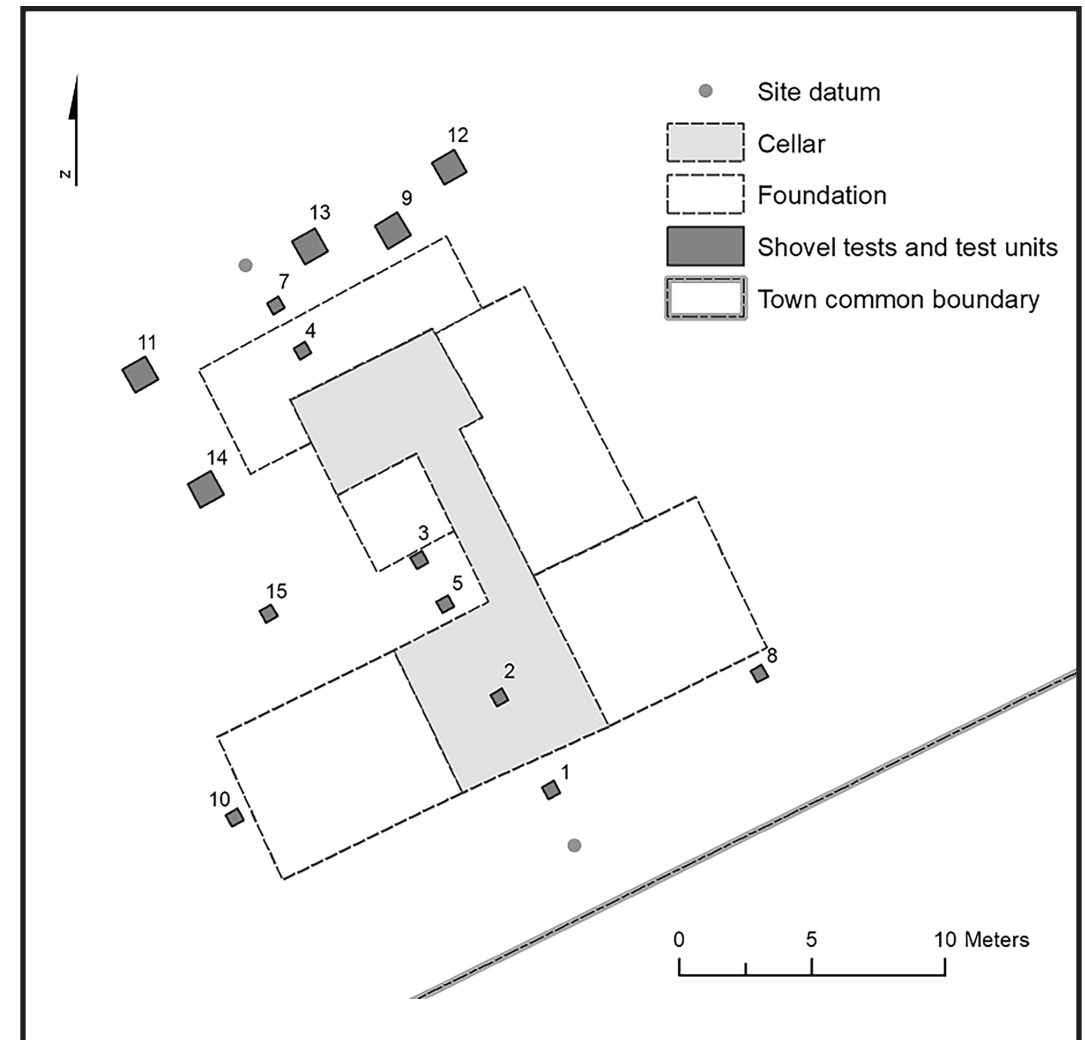 Site datum
Cellar
Foundation
Shovel tests and test units
Town common boundary
N
12
9
13
7
4
11
14
3
5
15
2
8
1
10
0 5 10 Meters